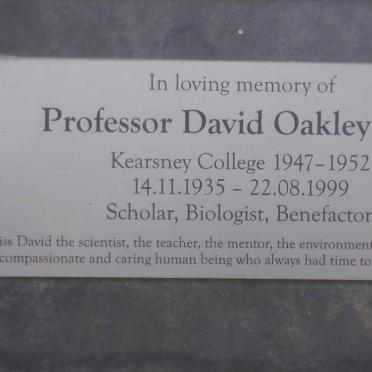 In loving memory of
Professor David Oakley
Kearsney College 1947-1952
14.11.1935 - 22.08.1999
Scholar, Biologist, Benefactor
David the scientist, the teacher, the mentor, the
compassionate and caring human being who always had time to